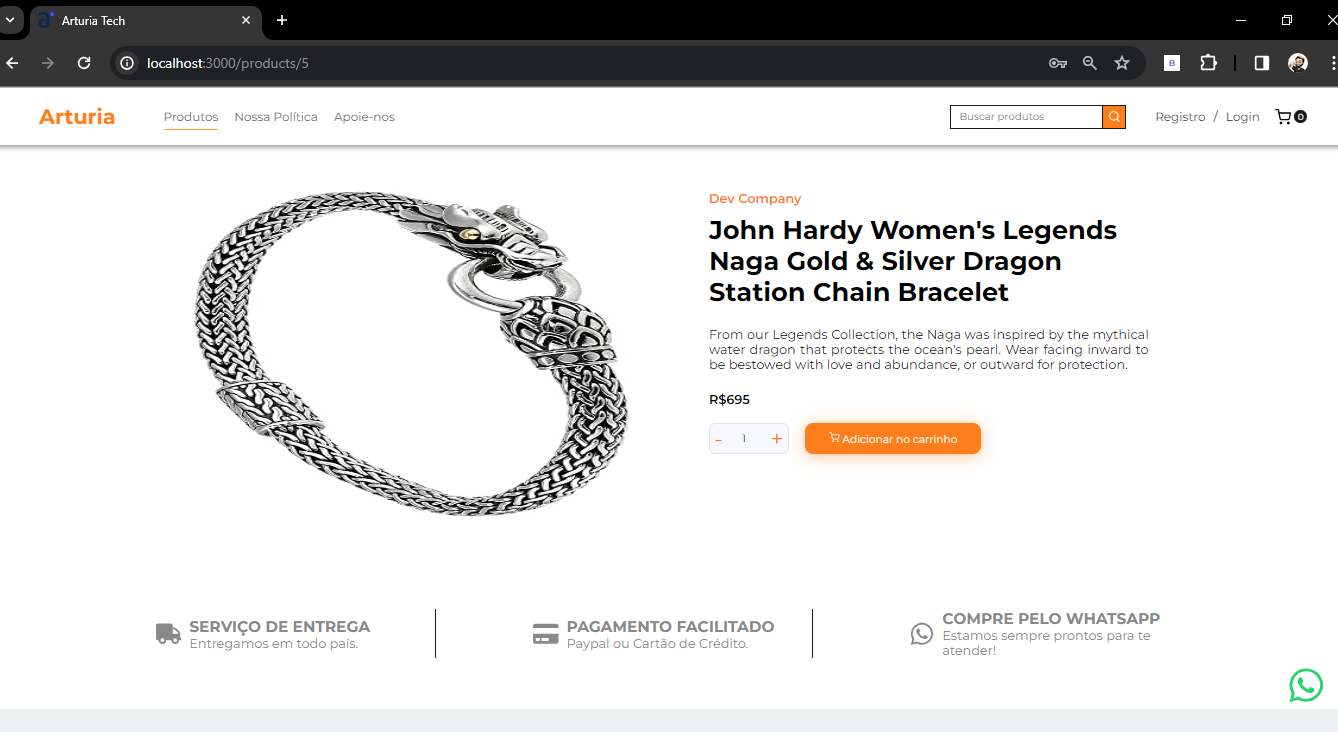 Arturia Tech
localhost:3000/products/5
B
Arturia
Produtos Nossa Política Apoie-nos
Buscar produtos
Registro / Login
0
Dev Company
John Hardy Women's Legends
Naga Gold & Silver Dragon
Station Chain Bracelet
From our Legends Collection, the Naga was inspired by the mythical
water dragon that protects the ocean's pearl. Wear facing inward to
be bestowed with love and abundance, or outward for protection.
R$695
- 1 +
Adicionar no carrinho
SERVIÇO DE ENTREGA
Entregamos em todo país.
PAGAMENTO FACILITADO
Paypal ou Cartão de Crédito.
COMPRE PELO WHATSAPP
Estamos sempre prontos para te
atender!